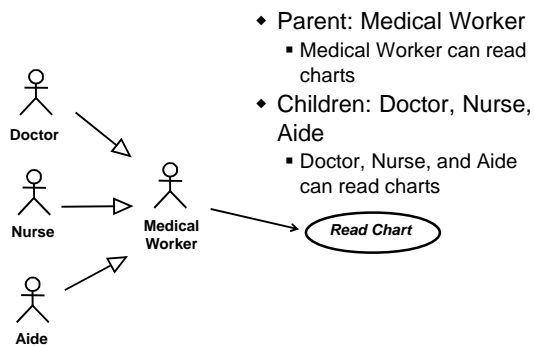 ◆ Parent: Medical Worker
▪ Medical Worker can read
charts
◆ Children: Doctor, Nurse,
Aide
▪ Doctor, Nurse, and Aide
can read charts
Doctor
Nurse
Medical
Worker
Read Chart
Aide